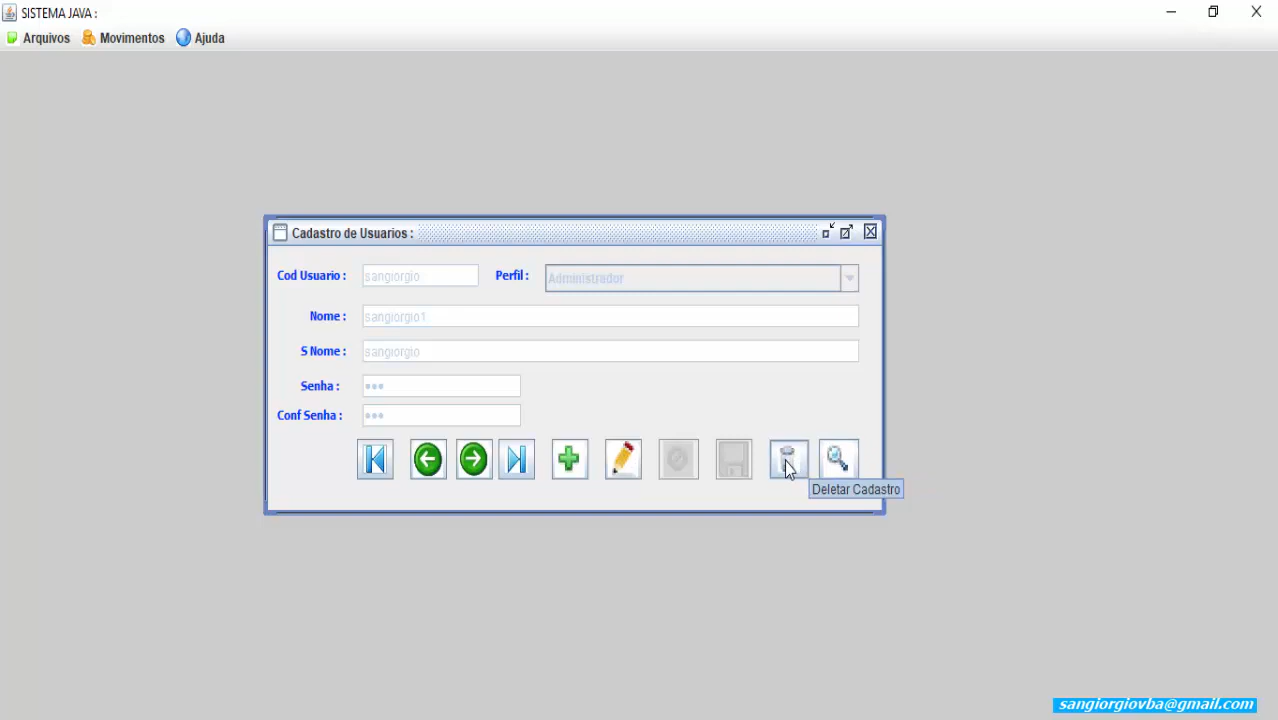 SISTEMA JAVA :
Arquivos Movimentos Ajuda
Cadastro de Usuarios :
Cod Usuario : sangiorgio Perfil : Administrador
Nome : sangiorgio1
S Nome : sangiorgio
Senha : •••
Conf Senha : •••
Deletar Cadastro
sangiorgiovba@gmail.com